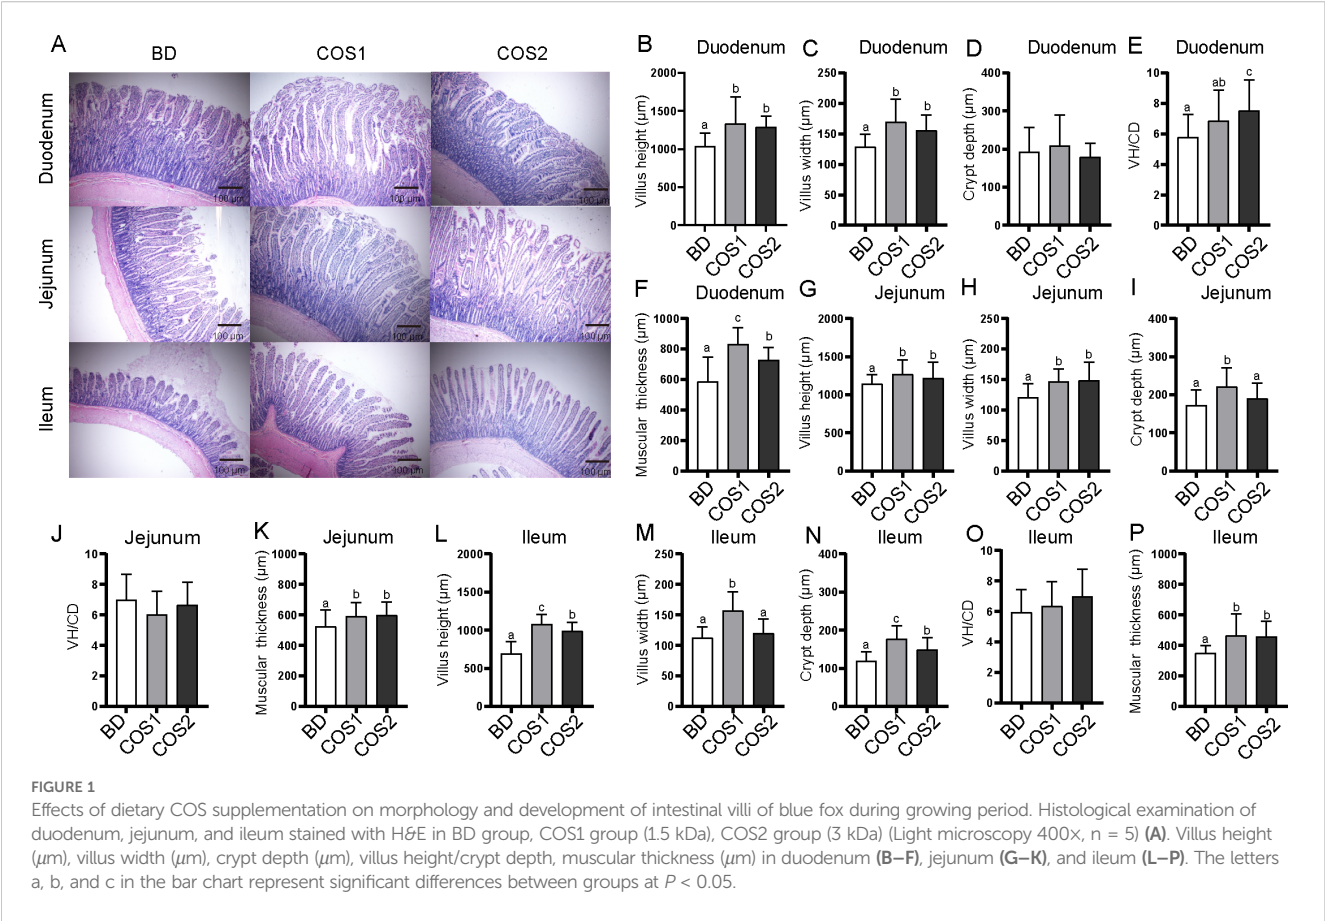 A
BD
COS1
COS2
Duodenum
Jejunum
Ileum
100 µm
100 µm
100 µm
100 µm
100 µm
100 µm
100 µm
100 µm
100 µm
B Duodenum
Villus height (µm)
2000
1500
1000
500
0
a
b
b
BD
COS1
COS2
C Duodenum
Villus width (µm)
250
200
150
100
50
0
a
b
b
BD
COS1
COS2
D Duodenum
Crypt depth (µm)
400
300
200
100
0
BD
COS1
COS2
E Duodenum
VH/CD
10
8
6
4
2
0
a
ab
c
BD
COS1
COS2
F Duodenum
Muscular thickness (µm)
1000
800
600
400
200
0
a
c
b
BD
COS1
COS2
G Jejunum
Villus height (µm)
2000
1500
1000
500
0
a
b
b
BD
COS1
COS2
H Jejunum
Villus width (µm)
250
200
150
100
50
0
a
b
b
BD
COS1
COS2
I Jejunum
Crypt depth (µm)
400
300
200
100
0
a
b
a
BD
COS1
COS2
J Jejunum
VH/CD
10
8
6
4
2
0
BD
COS1
COS2
K Jejunum
Muscular thickness (µm)
1000
800
600
400
200
0
a
b
b
BD
COS1
COS2
L Ileum
Villus height (µm)
2000
1500
1000
500
0
a
c
b
BD
COS1
COS2
M Ileum
Villus width (µm)
250
200
150
100
50
0
a
b
a
BD
COS1
COS2
N Ileum
Crypt depth (µm)
400
300
200
100
0
a
c
b
BD
COS1
COS2
O Ileum
VH/CD
10
8
6
4
2
0
BD
COS1
COS2
P Ileum
Muscular thickness (µm)
1000
800
600
400
200
0
a
b
b
BD
COS1
COS2
FIGURE 1
Effects of dietary COS supplementation on morphology and development of intestinal villi of blue fox during growing period. Histological examination of
duodenum, jejunum, and ileum stained with H&E in BD group, COS1 group (1.5 kDa), COS2 group (3 kDa) (Light microscopy 400×, n = 5) (A). Villus height
(µm), villus width (µm), crypt depth (µm), villus height/crypt depth, muscular thickness (µm) in duodenum (B–F), jejunum (G–K), and ileum (L–P). The letters
a, b, and c in the bar chart represent significant differences between groups at P < 0.05.